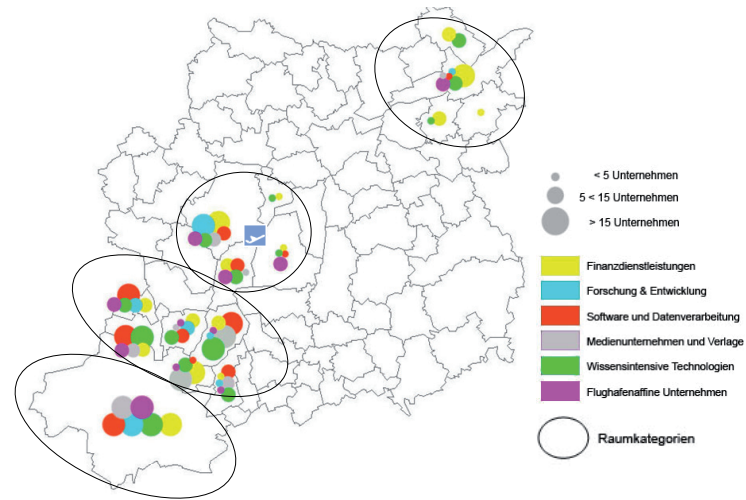 < 5 Unternehmen
5 < 15 Unternehmen
> 15 Unternehmen
Finanzdienstleistungen
Forschung & Entwicklung
Software und Datenverarbeitung
Medienunternehmen und Verlage
Wissensintensive Technologien
Flughafenaffine Unternehmen
Raumkategorien